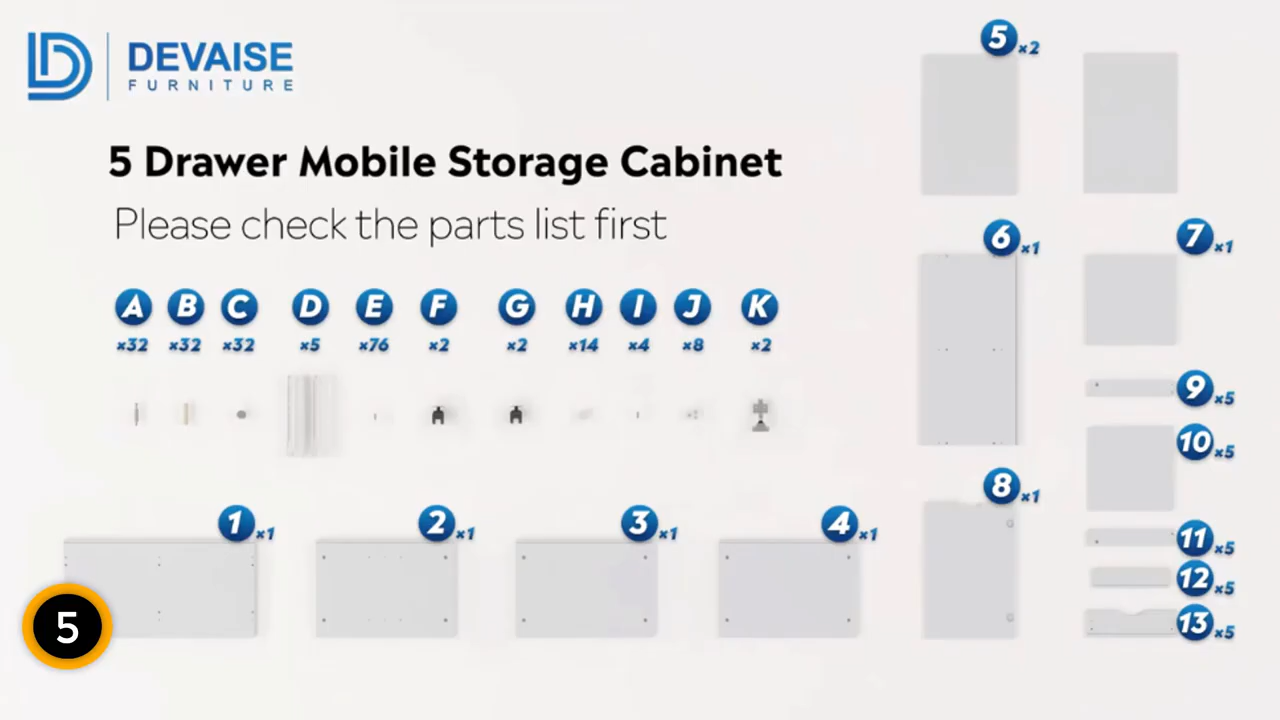 DEVAISE
FURNITURE
5 Drawer Mobile Storage Cabinet
Please check the parts list first
A B C D E F G H I J K
×32 ×32 ×32 ×5 ×76 ×2 ×2 ×14 ×4 ×8 ×2
5 ×2
6 ×1
7 ×1
9 ×5
10 ×5
8 ×1
1 ×1
2 ×1
3 ×1
4 ×1
11 ×5
12 ×5
13 ×5
5